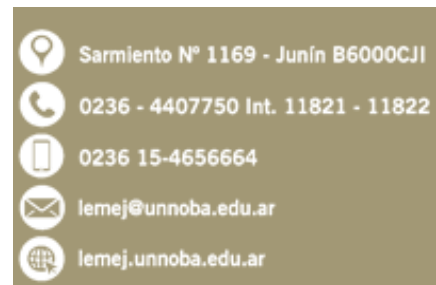 Sarmiento Nº 1169 - Junín B6000CJI
0236 - 4407750 Int. 11821 - 11822
0236 15-4656664
lemej@unnoba.edu.ar
lemej.unnoba.edu.ar